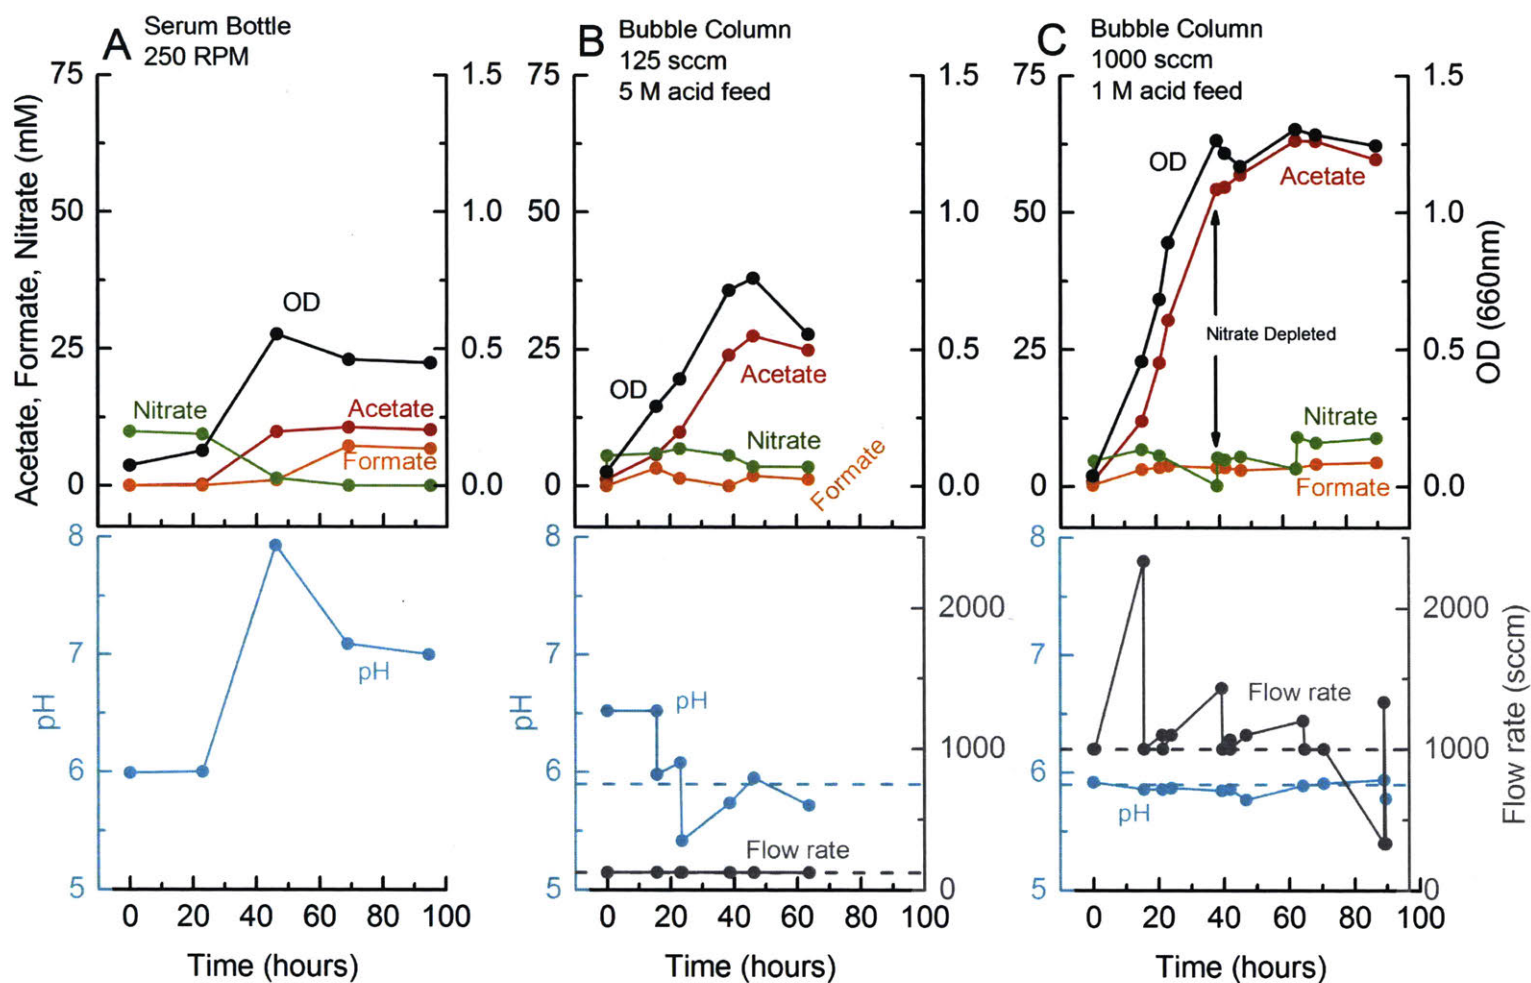 A Serum Bottle
250 RPM
B Bubble Column
125 sccm
5 M acid feed
C Bubble Column
1000 sccm
1 M acid feed
Acetate, Formate, Nitrate (mM)
75
50
25
0
1.5
1.0
0.5
0.0
OD
Nitrate
Acetate
Formate
75
50
25
0
1.5
1.0
0.5
0.0
OD
Acetate
Nitrate
Formate
75
50
25
0
1.5
1.0
0.5
0.0
OD (660nm)
OD
Acetate
Nitrate Depleted
Nitrate
Formate
pH
8
7
6
5
pH
0 20 40 60 80 100
Time (hours)
pH
8
7
6
5
2000
1000
0
pH
Flow rate
0 20 40 60 80 100
Time (hours)
8
7
6
5
2000
1000
0
Flow rate (sccm)
Flow rate
pH
0 20 40 60 80 100
Time (hours)